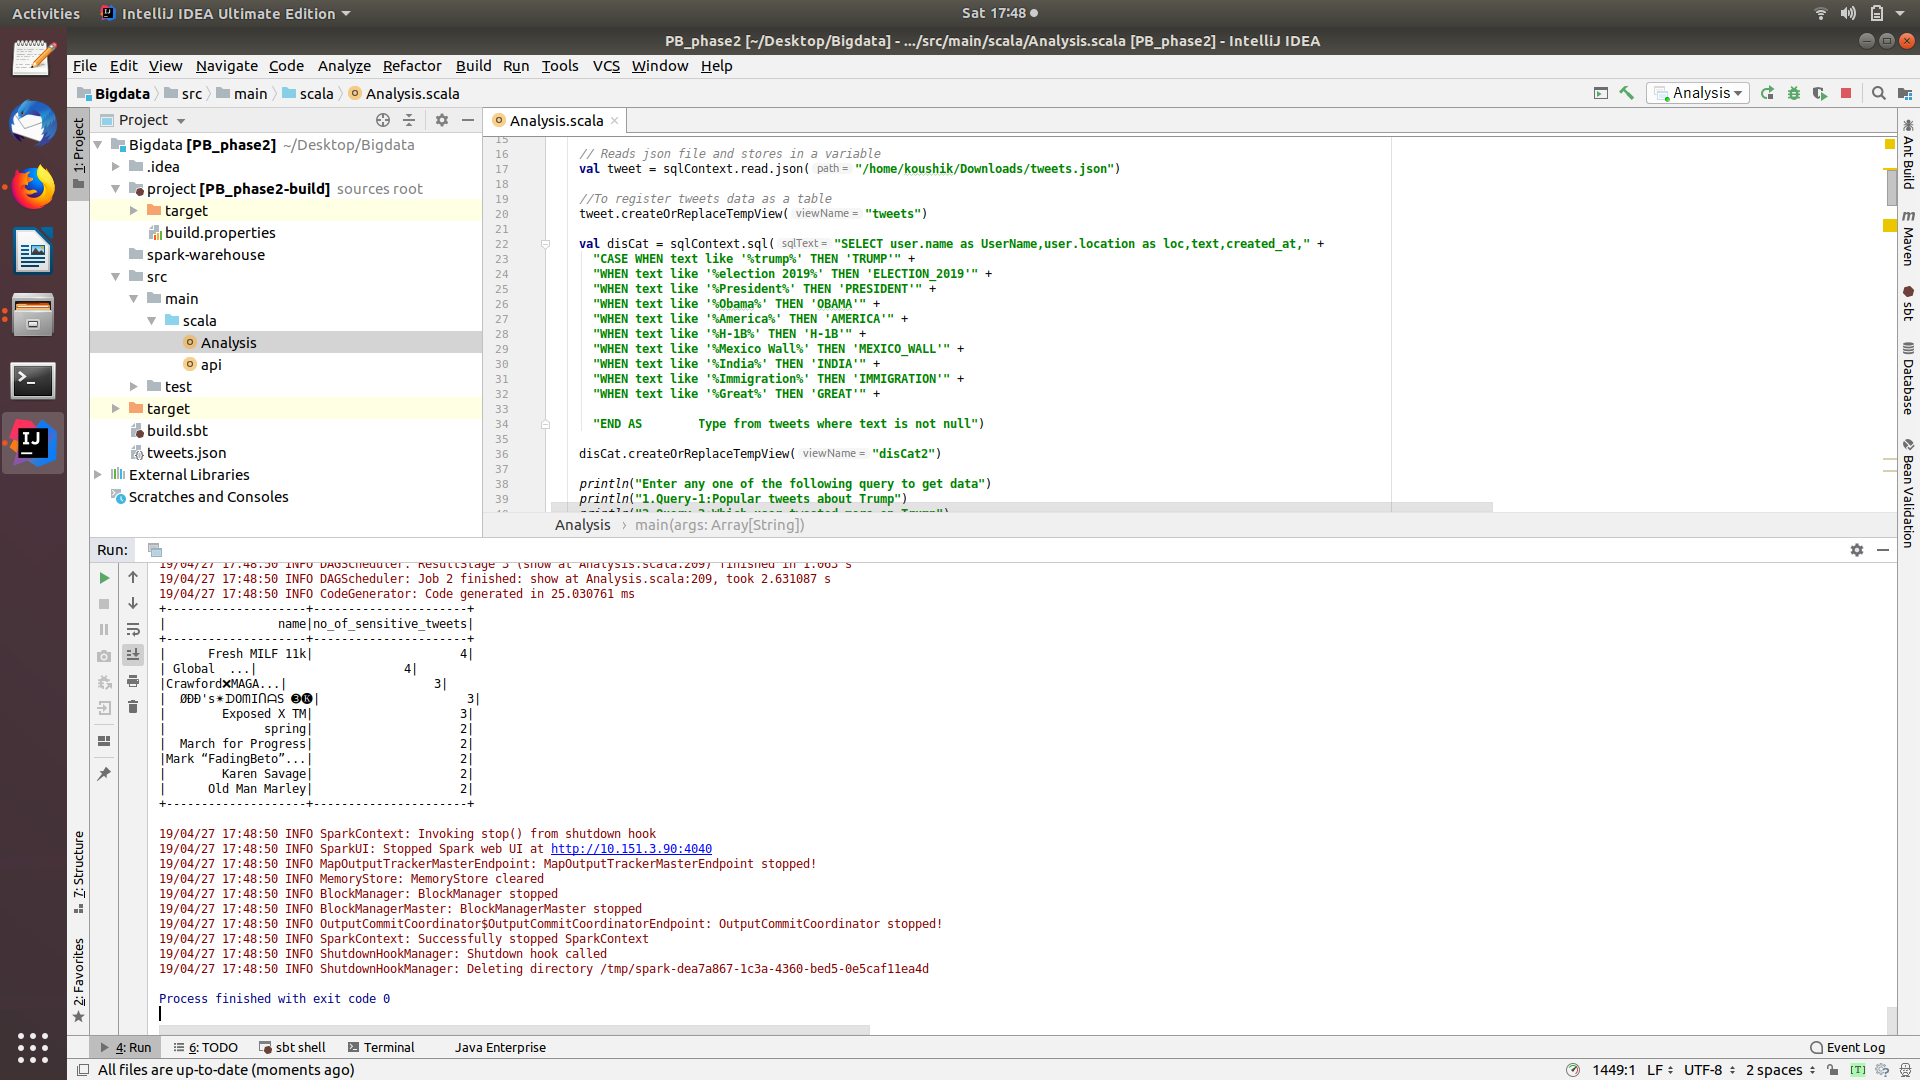 Activities IntelliJ IDEA Ultimate Edition Sat 17:48
PB_phase2 [~/Desktop/Bigdata] - .../src/main/scala/Analysis.scala [PB_phase2] - IntelliJ IDEA
File Edit View Navigate Code Analyze Refactor Build Run Tools VCS Window Help
Bigdata src main scala Analysis.scala Analysis
Project
Analysis.scala
1: Project
Bigdata [PB_phase2] ~/Desktop/Bigdata
.idea
project [PB_phase2-build] sources root
target
build.properties
spark-warehouse
src
main
scala
Analysis
api
test
target
build.sbt
tweets.json
External Libraries
Scratches and Consoles
15
16 // Reads json file and stores in a variable
17 val tweet = sqlContext.read.json( path = "/home/koushik/Downloads/tweets.json")
18
19 //To register tweets data as a table
20 tweet.createOrReplaceTempView( viewName = "tweets")
21
22 val disCat = sqlContext.sql( sqlText = "SELECT user.name as UserName,user.location as loc,text,created_at," +
23 "CASE WHEN text like '%trump%' THEN 'TRUMP'" +
24 "WHEN text like '%election 2019%' THEN 'ELECTION_2019'" +
25 "WHEN text like '%President%' THEN 'PRESIDENT'" +
26 "WHEN text like '%Obama%' THEN 'OBAMA'" +
27 "WHEN text like '%America%' THEN 'AMERICA'" +
28 "WHEN text like '%H-1B%' THEN 'H-1B'" +
29 "WHEN text like '%Mexico Wall%' THEN 'MEXICO_WALL'" +
30 "WHEN text like '%India%' THEN 'INDIA'" +
31 "WHEN text like '%Immigration%' THEN 'IMMIGRATION'" +
32 "WHEN text like '%Great%' THEN 'GREAT'" +
33
34 "END AS Type from tweets where text is not null")
35
36 disCat.createOrReplaceTempView( viewName = "disCat2")
37
38 println("Enter any one of the following query to get data")
39 println("1.Query-1:Popular tweets about Trump")
Analysis › main(args: Array[String])
Ant Build
Maven
sbt
Database
Bean Validation
Run:
19/04/27 17:48:50 INFO DAGScheduler: ResultStage 3 (show at Analysis.scala:209) finished in 1.063 s
19/04/27 17:48:50 INFO DAGScheduler: Job 2 finished: show at Analysis.scala:209, took 2.631087 s
19/04/27 17:48:50 INFO CodeGenerator: Code generated in 25.030761 ms
+--------------------+----------------------+
| name|no_of_sensitive_tweets|
+--------------------+----------------------+
| Fresh MILF 11k| 4|
| Global ...| 4|
|Crawford❌MAGA...| 3|
| ØÐÐ's✴ᗪOᗰIᑎᗩS ➌🅚| 3|
| Exposed X TM| 3|
| spring| 2|
| March for Progress| 2|
|Mark “FadingBeto”...| 2|
| Karen Savage| 2|
| Old Man Marley| 2|
+--------------------+----------------------+
19/04/27 17:48:50 INFO SparkContext: Invoking stop() from shutdown hook
19/04/27 17:48:50 INFO SparkUI: Stopped Spark web UI at http://10.151.3.90:4040
19/04/27 17:48:50 INFO MapOutputTrackerMasterEndpoint: MapOutputTrackerMasterEndpoint stopped!
19/04/27 17:48:50 INFO MemoryStore: MemoryStore cleared
19/04/27 17:48:50 INFO BlockManager: BlockManager stopped
19/04/27 17:48:50 INFO BlockManagerMaster: BlockManagerMaster stopped
19/04/27 17:48:50 INFO OutputCommitCoordinator$OutputCommitCoordinatorEndpoint: OutputCommitCoordinator stopped!
19/04/27 17:48:50 INFO SparkContext: Successfully stopped SparkContext
19/04/27 17:48:50 INFO ShutdownHookManager: Shutdown hook called
19/04/27 17:48:50 INFO ShutdownHookManager: Deleting directory /tmp/spark-dea7a867-1c3a-4360-bed5-0e5caf11ea4d
Process finished with exit code 0
7: Structure
2: Favorites
4: Run 6: TODO sbt shell Terminal Java Enterprise Event Log
All files are up-to-date (moments ago) 1449:1 LF UTF-8 2 spaces [T]